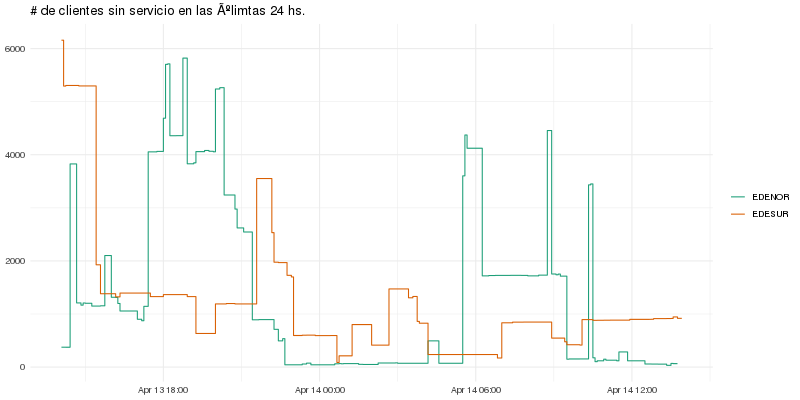 # de clientes sin servicio en las Ãºlimtas 24 hs.
6000
4000
2000
0
Apr 13 18:00
Apr 14 00:00
Apr 14 06:00
Apr 14 12:00
EDENOR
EDESUR